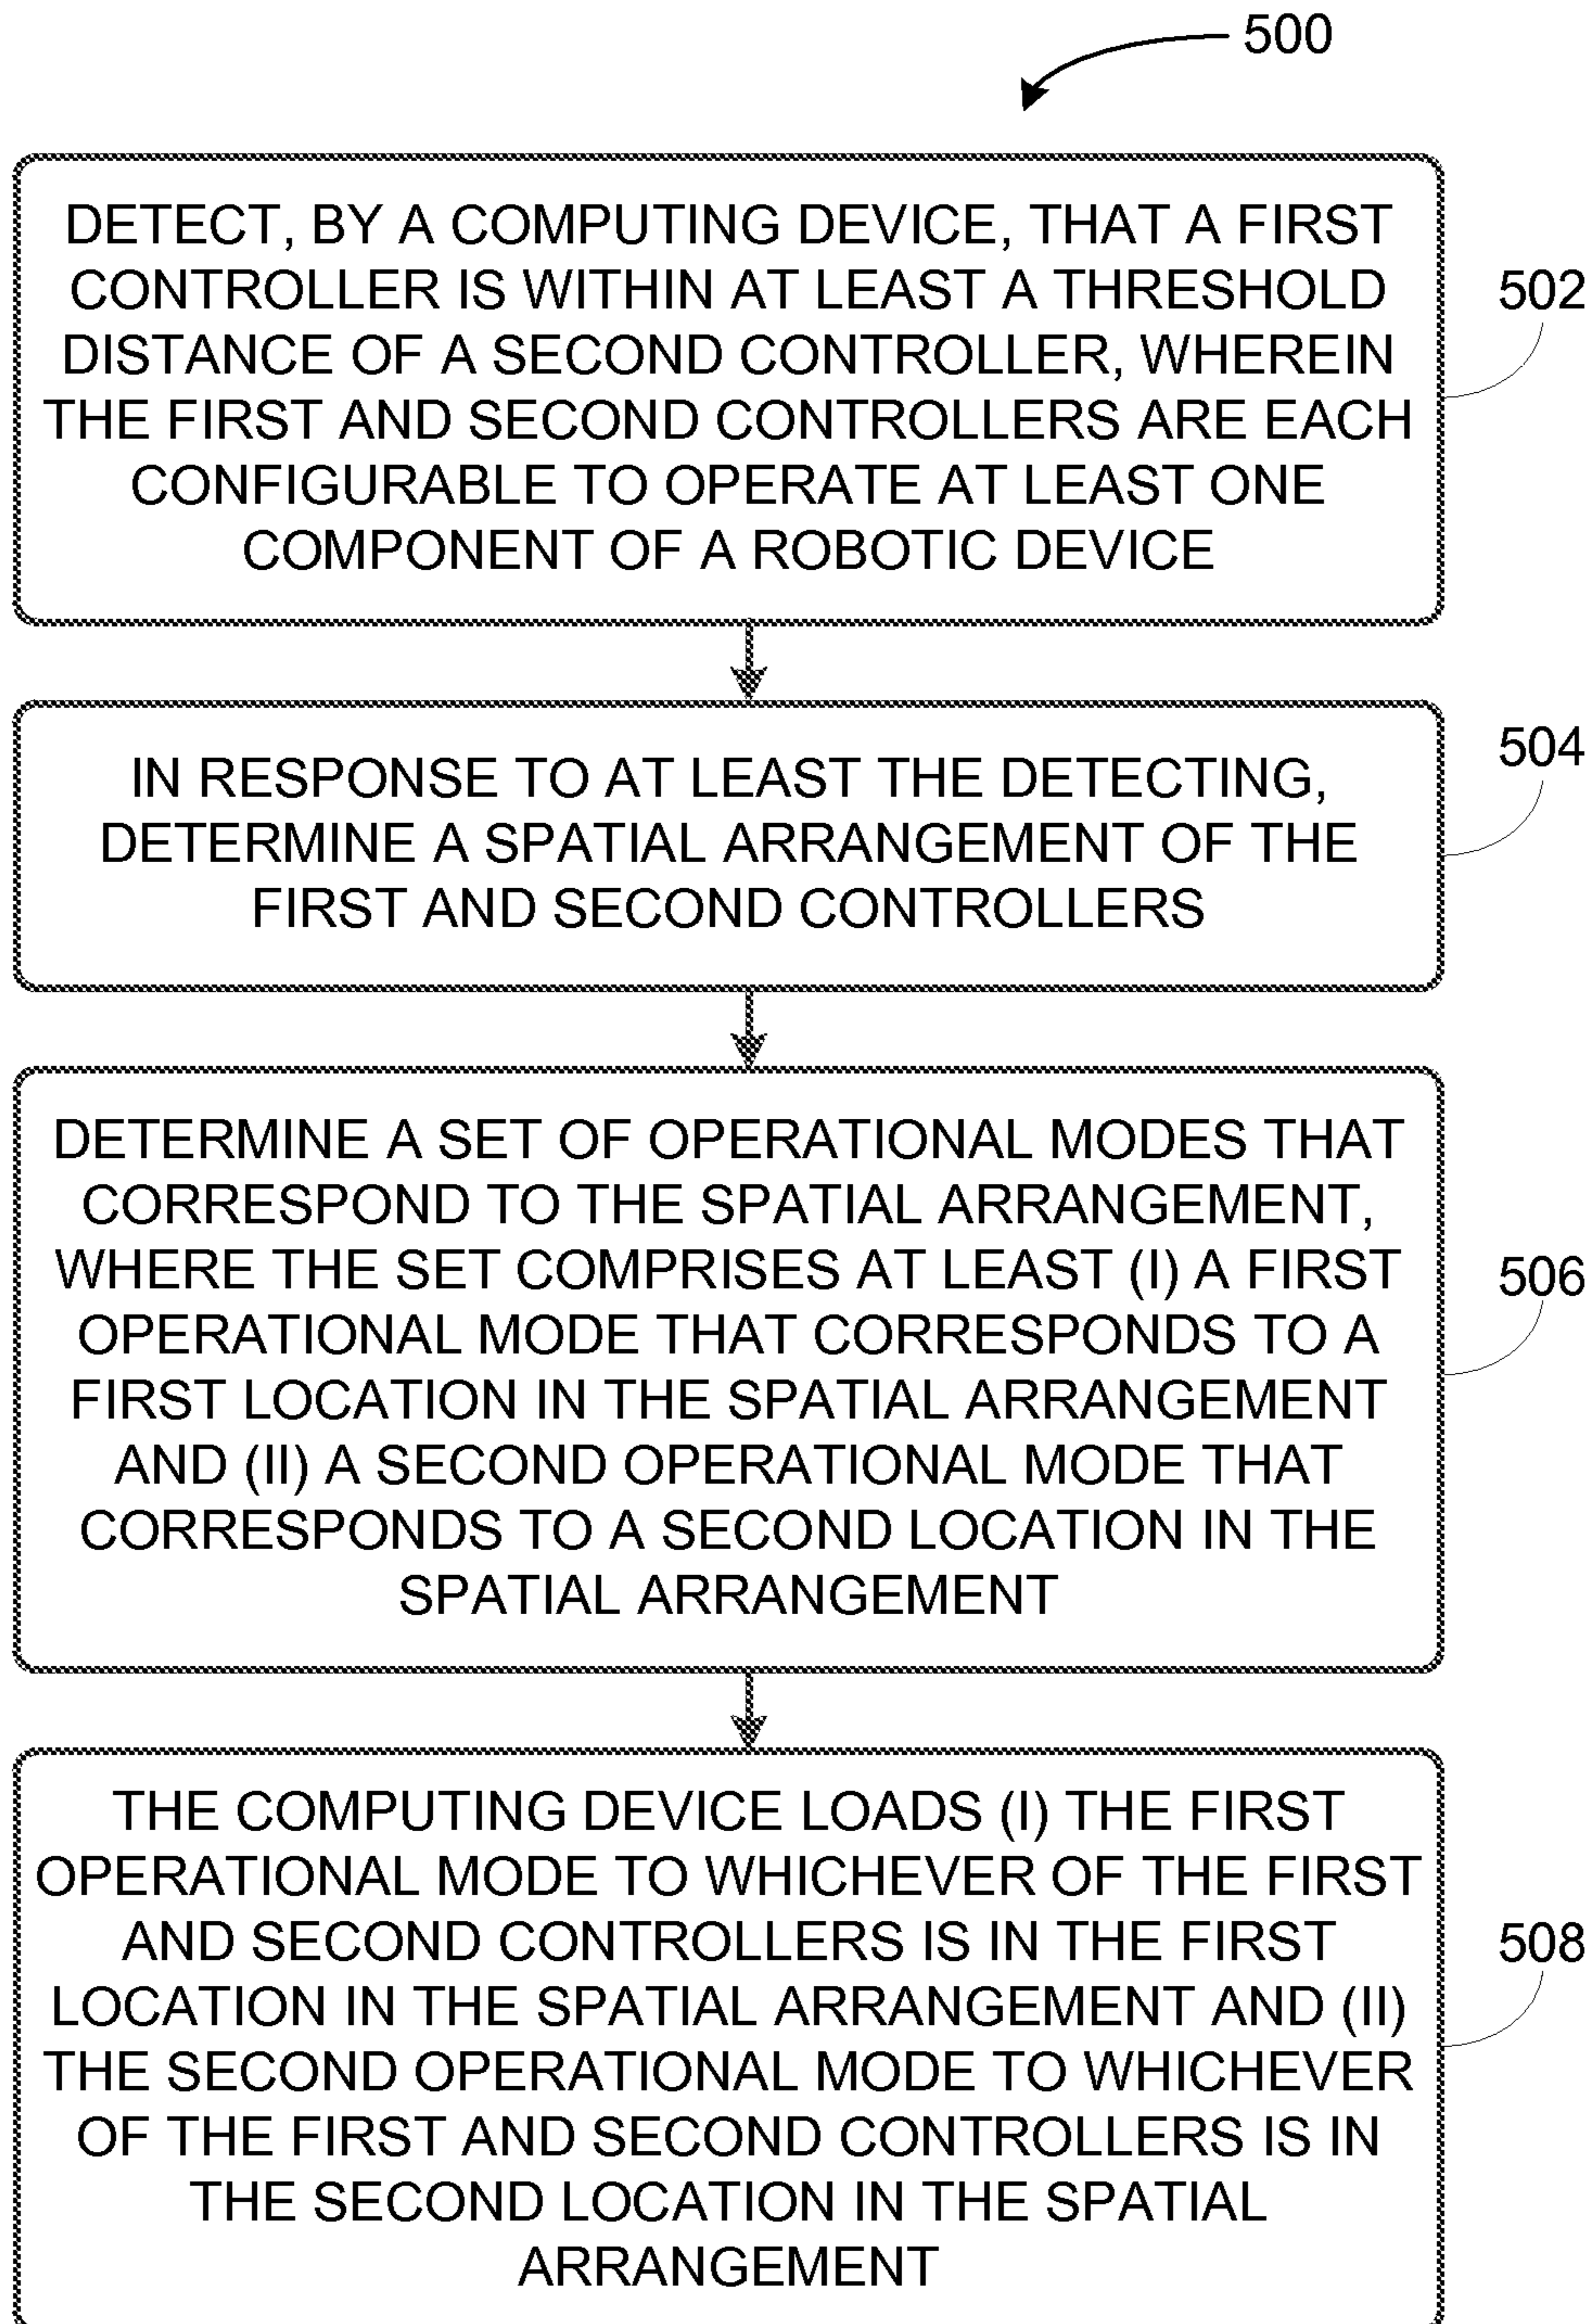 500
DETECT, BY A COMPUTING DEVICE, THAT A FIRST
CONTROLLER IS WITHIN AT LEAST A THRESHOLD
DISTANCE OF A SECOND CONTROLLER, WHEREIN
THE FIRST AND SECOND CONTROLLERS ARE EACH
CONFIGURABLE TO OPERATE AT LEAST ONE
COMPONENT OF A ROBOTIC DEVICE
502
IN RESPONSE TO AT LEAST THE DETECTING,
DETERMINE A SPATIAL ARRANGEMENT OF THE
FIRST AND SECOND CONTROLLERS
504
DETERMINE A SET OF OPERATIONAL MODES THAT
CORRESPOND TO THE SPATIAL ARRANGEMENT,
WHERE THE SET COMPRISES AT LEAST (I) A FIRST
OPERATIONAL MODE THAT CORRESPONDS TO A
FIRST LOCATION IN THE SPATIAL ARRANGEMENT
AND (II) A SECOND OPERATIONAL MODE THAT
CORRESPONDS TO A SECOND LOCATION IN THE
SPATIAL ARRANGEMENT
506
THE COMPUTING DEVICE LOADS (I) THE FIRST
OPERATIONAL MODE TO WHICHEVER OF THE FIRST
AND SECOND CONTROLLERS IS IN THE FIRST
LOCATION IN THE SPATIAL ARRANGEMENT AND (II)
THE SECOND OPERATIONAL MODE TO WHICHEVER
OF THE FIRST AND SECOND CONTROLLERS IS IN
THE SECOND LOCATION IN THE SPATIAL
ARRANGEMENT
508